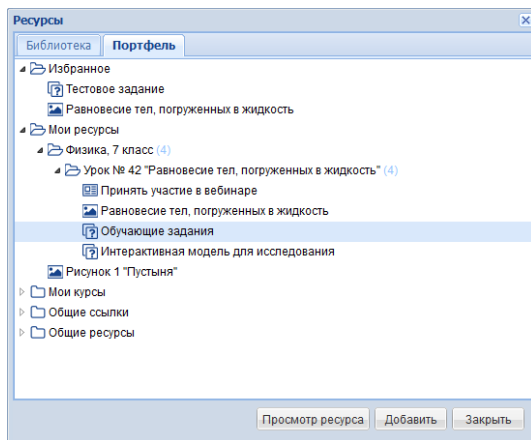 Ресурсы
Библиотека Портфель
Избранное
Тестовое задание
Равновесие тел, погруженных в жидкость
Мои ресурсы
Физика, 7 класс (4)
Урок № 42 "Равновесие тел, погруженных в жидкость" (4)
Принять участие в вебинаре
Равновесие тел, погруженных в жидкость
Обучающие задания
Интерактивная модель для исследования
Рисунок 1 "Пустыня"
Мои курсы
Общие ссылки
Общие ресурсы
Просмотр ресурса Добавить Закрыть